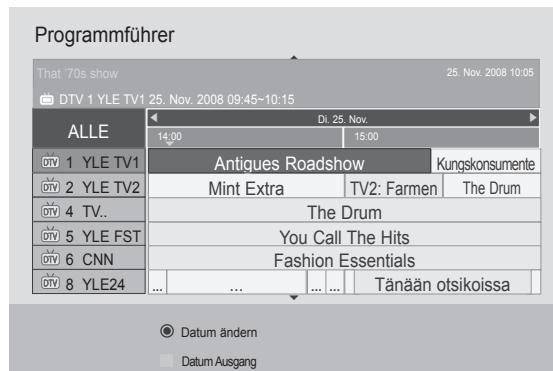 Programmführer
That '70s show 25. Nov. 2008 10:05
DTV 1 YLE TV1 25. Nov. 2008 09:45~10:15
ALLE
Di. 25. Nov.
14:00 15:00
DTV 1 YLE TV1 Antigues Roadshow Kungskonsumente
DTV 2 YLE TV2 Mint Extra TV2: Farmen The Drum
DTV 4 TV.. The Drum
DTV 5 YLE FST You Call The Hits
DTV 6 CNN Fashion Essentials
DTV 8 YLE24 ... ... ... ... Tänään otsikoissa
Datum ändern
Datum Ausgang